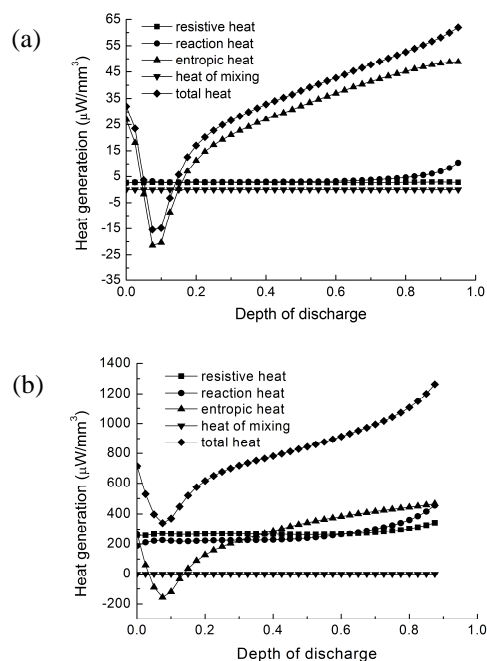 (a)
resistive heat
reaction heat
entropic heat
heat of mixing
total heat
Heat generateion (μW/mm³)
65
55
45
35
25
15
5
-5
-15
-25
-35
0.0 0.2 0.4 0.6 0.8 1.0
Depth of discharge
(b)
resistive heat
reaction heat
entropic heat
heat of mixing
total heat
Heat generation (μW/mm³)
1400
1200
1000
800
600
400
200
0
-200
0.0 0.2 0.4 0.6 0.8 1.0
Depth of discharge